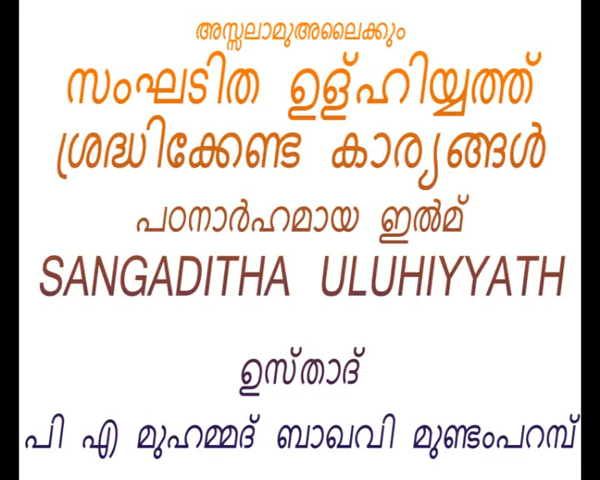 അസ്സലാമുഅലൈക്കും
സംഘടിത ഉള്ഹിയ്യത്ത്
ശ്രദ്ധിക്കേണ്ട കാര്യങ്ങൾ
പഠനാർഹമായ ഇൽമ്
SANGADITHA ULUHIYYATH
ഉസ്താദ്
പി എ മുഹമ്മദ് ബാഖവി മുണ്ടംപറമ്പ്